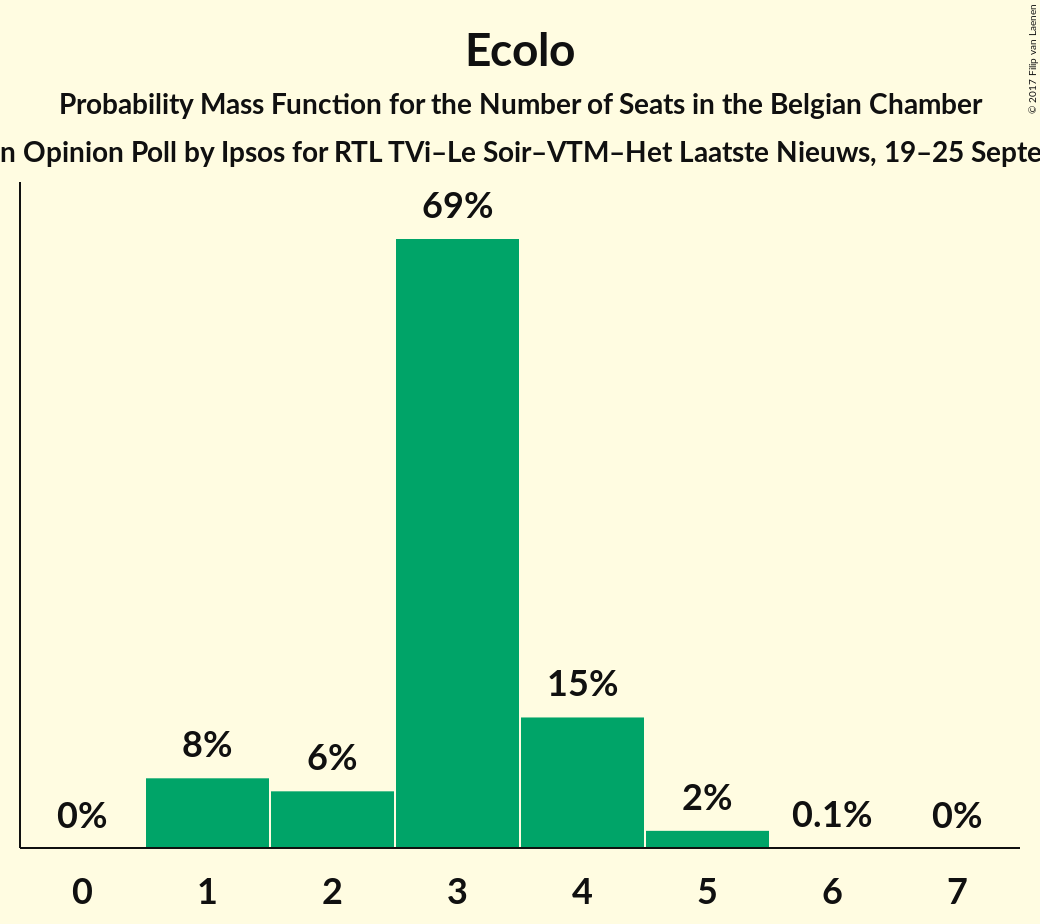 Ecolo
Probability Mass Function for the Number of Seats in the Belgian Chamber
n Opinion Poll by Ipsos for RTL TVi–Le Soir–VTM–Het Laatste Nieuws, 19–25 Septe
© 2017 Filip van Laenen
69%
15%
8%
6%
2%
0%
0.1%
0%
0 1 2 3 4 5 6 7